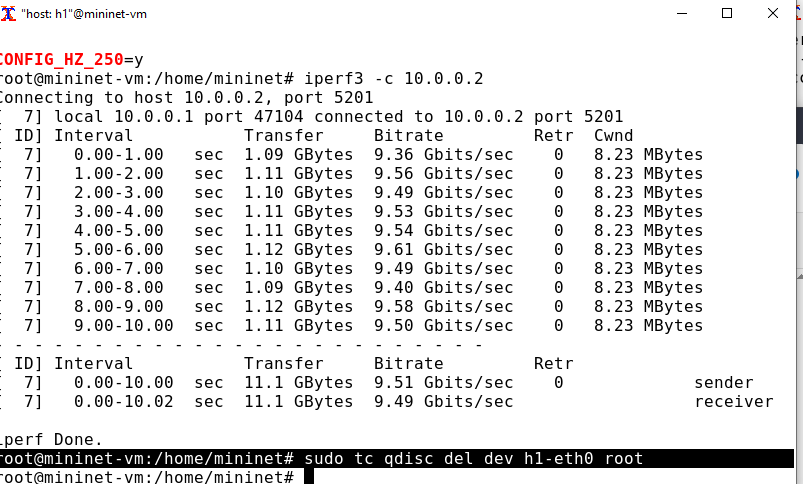 "host: h1"@mininet-vm
CONFIG_HZ_250=y
root@mininet-vm:/home/mininet# iperf3 -c 10.0.0.2
Connecting to host 10.0.0.2, port 5201
[  7] local 10.0.0.1 port 47104 connected to 10.0.0.2 port 5201
[ ID] Interval           Transfer     Bitrate         Retr  Cwnd
[  7]   0.00-1.00   sec  1.09 GBytes  9.36 Gbits/sec    0   8.23 MBytes
[  7]   1.00-2.00   sec  1.11 GBytes  9.56 Gbits/sec    0   8.23 MBytes
[  7]   2.00-3.00   sec  1.10 GBytes  9.49 Gbits/sec    0   8.23 MBytes
[  7]   3.00-4.00   sec  1.11 GBytes  9.53 Gbits/sec    0   8.23 MBytes
[  7]   4.00-5.00   sec  1.11 GBytes  9.54 Gbits/sec    0   8.23 MBytes
[  7]   5.00-6.00   sec  1.12 GBytes  9.61 Gbits/sec    0   8.23 MBytes
[  7]   6.00-7.00   sec  1.10 GBytes  9.49 Gbits/sec    0   8.23 MBytes
[  7]   7.00-8.00   sec  1.09 GBytes  9.40 Gbits/sec    0   8.23 MBytes
[  7]   8.00-9.00   sec  1.12 GBytes  9.58 Gbits/sec    0   8.23 MBytes
[  7]   9.00-10.00  sec  1.11 GBytes  9.50 Gbits/sec    0   8.23 MBytes
- - - - - - - - - - - - - - - - - - - - - - - - -
[ ID] Interval           Transfer     Bitrate         Retr
[  7]   0.00-10.00  sec  11.1 GBytes  9.51 Gbits/sec    0             sender
[  7]   0.00-10.02  sec  11.1 GBytes  9.49 Gbits/sec                  receiver
iperf Done.
root@mininet-vm:/home/mininet# sudo tc qdisc del dev h1-eth0 root
root@mininet-vm:/home/mininet#